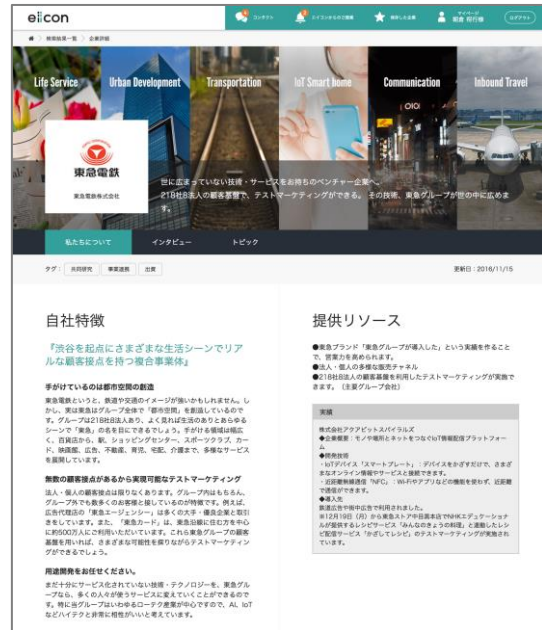 eiicon
コンタクト
エイコンからのご連絡
検討した企業
マイページ
ログアウト
検索結果一覧 〉 企業詳細
Life Service
Urban Development
Transportation
IoT Smart home
Communication
Inbound Travel
東急電鉄
東京急行電鉄株式会社
世に広まっていない技術・サービスをお持ちのベンチャー企業へ。
218社8法人の顧客基盤で、テストマーケティングができる。 その技術、東急グループが世の中に広めま
す。
私たちについて
インタビュー
トピック
タグ：
共同研究
事業連携
出資
更新日：2016/11/15
自社特徴
『渋谷を起点にさまざまな生活シーンでリア
ルな顧客接点を持つ複合事業体』
手がけているのは都市空間の創造
東急電鉄というと、鉄道や交通のイメージが強いかもしれません。し
かし、実は東急はグループ全体で「都市空間」を創造しているので
す。グループは218社8法人あり、よく見れば生活のありとあらゆる
シーンで「東急」の名を目にできるでしょう。手がける領域は幅広
く、百貨店から、駅、ショッピングセンター、スポーツクラブ、カー
ド、映画館、広告、不動産、育児、宅配、介護まで、多様なサービス
を展開しています。
無数の顧客接点があるから実現可能なテストマーケティング
法人・個人の顧客接点は限りなくあります。グループ内はもちろん、
グループ外でも数多くのお客様と接しているのが特徴です。例えば、
広告代理店の「東急エージェンシー」は多くの大手・優良企業と取引
きをしています。また、「東急カード」は、東急沿線に住む方を中心
に約500万人にご利用いただいています。これら東急グループの顧客
基盤を用いれば、さまざまな可能性を探りながらテストマーケティン
グができるでしょう。
用途開発をお任せください。
まだ十分にサービス化されていない技術・テクノロジーを、東急グル
ープなら、多くの人々が使うサービスに変えていくことができるので
す。特に当グループはいわゆるローテク産業が中心ですので、AI、IoT
などハイテクと非常に相性がいいと考えています。
提供リソース
●東急ブランド「東急グループが導入した」という実績を作ること
で、営業力を高められます。
●法人・個人の多様な販売チャネル
●218社8法人の顧客基盤を利用したテストマーケティングが実施で
きます。（主要グループ会社）
実績
株式会社アクアビットスパイラルズ
◆企業概要：モノや場所とネットをつなぐIoT情報配信プラットフォー
ム
◆開発技術
・IoTデバイス「スマートプレート」：デバイスをかざすだけで、さまざ
まなオンライン情報やサービスと接続できます。
・近距離無線通信「NFC」：Wi-Fiやアプリなどの機能を使わず、近距離
で通信ができます。
◆導入先
鉄道広告や街中広告で利用されました。
※12月19日（月）から東急ストア中目黒本店でNHKエデュケーショナ
ルが提供するレシピサービス「みんなのきょうの料理」と連動したレシ
ピ配信サービス「かざしてレシピ」のテストマーケティングが実施され
ています。